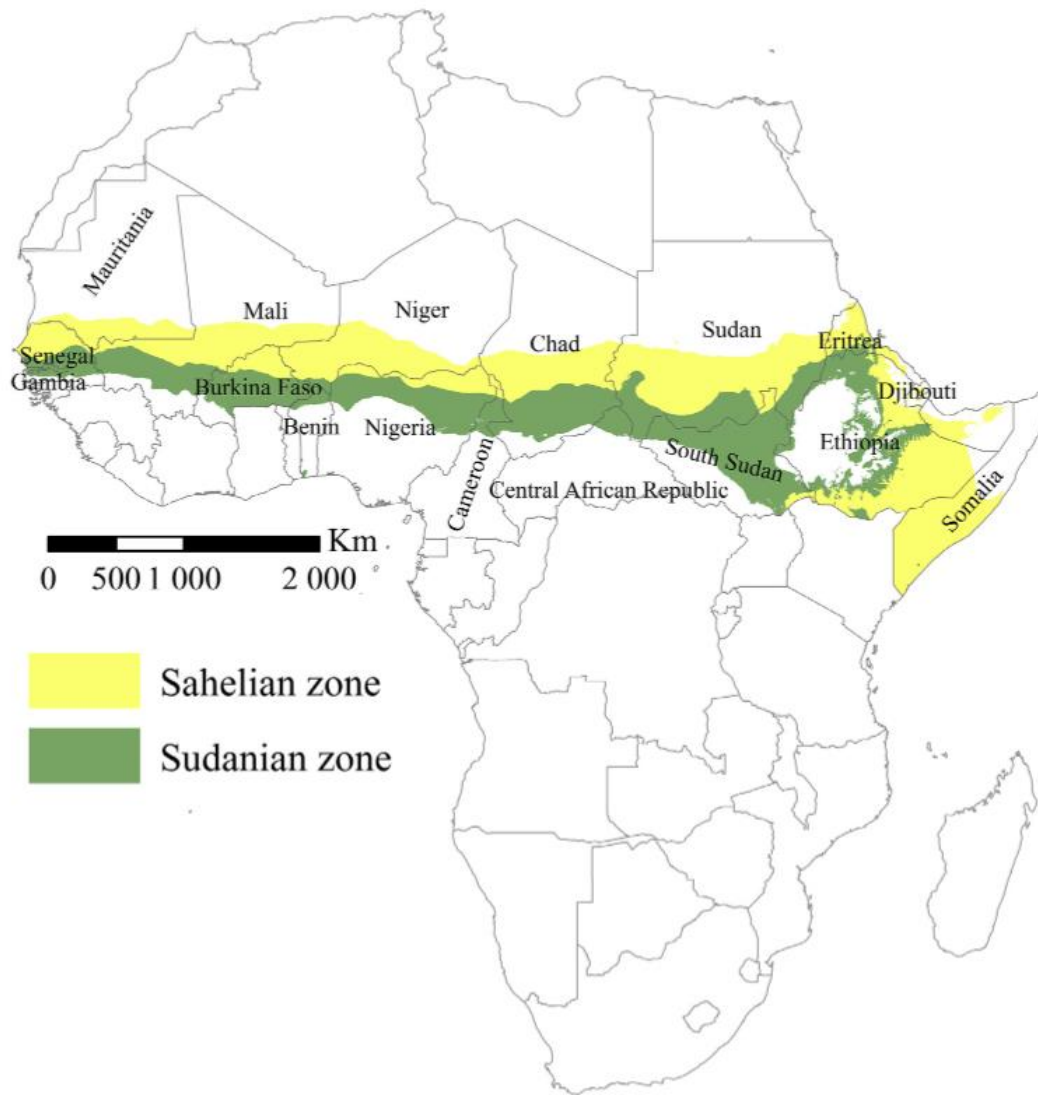 Mauritania
Mali
Niger
Chad
Sudan
Eritrea
Senegal
Gambia
Burkina Faso
Djibouti
Benin
Nigeria
Ethiopia
Cameroon
South Sudan
Central African Republic
Somalia
Km
0 500 1 000 2 000
Sahelian zone
Sudanian zone